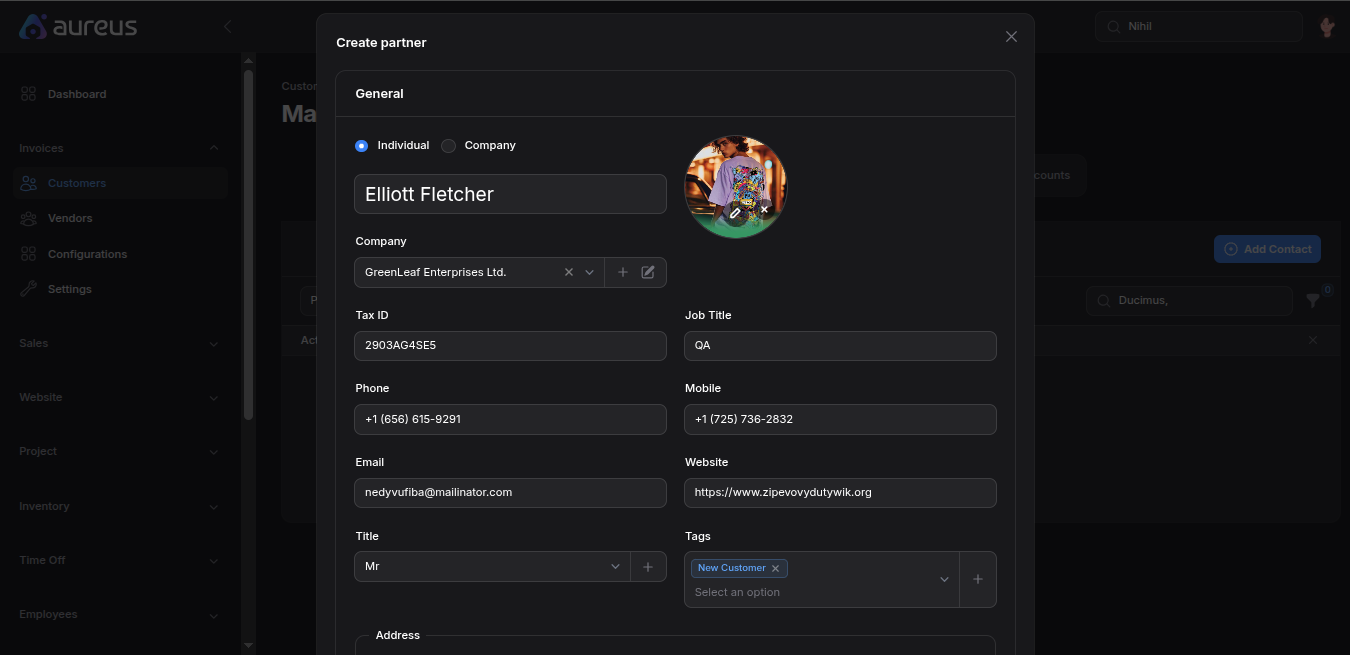 aureus
Nihil
Create partner
Dashboard
Custo
General
Ma
Invoices
Individual
Company
Customers
counts
Elliott Fletcher
Vendors
Company
Configurations
Add Contact
GreenLeaf Enterprises Ltd.
Settings
0
P
Ducimus,
Tax ID
Job Title
Sales
Act
2903AG4SE5
QA
Phone
Mobile
Website
+1 (656) 615-9291
+1 (725) 736-2832
Project
Email
Website
nedyvufiba@mailinator.com
https://www.zipevovydutywik.org
Inventory
Title
Tags
Time Off
Mr
New Customer
Select an option
Employees
Address